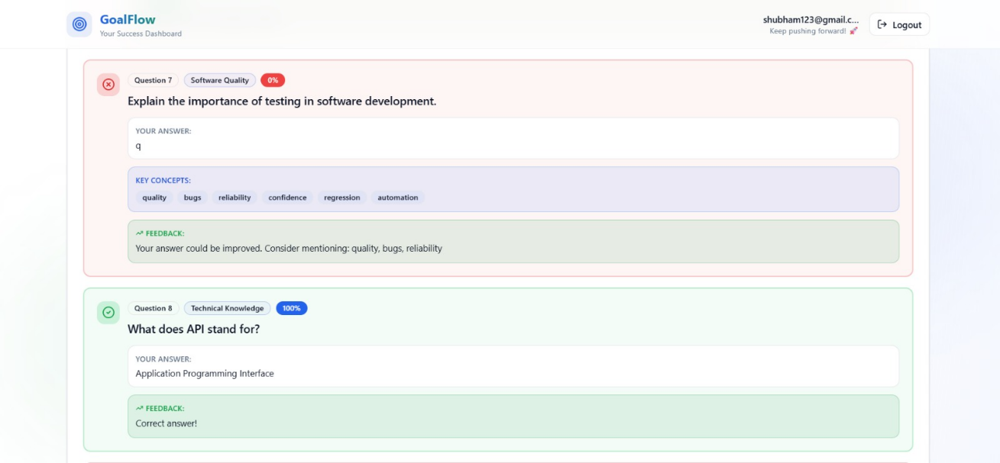 GoalFlow
Your Success Dashboard
shubham123@gmail.c...
Keep pushing forward! 🚀
Logout
Question 7 Software Quality 0%
Explain the importance of testing in software development.
YOUR ANSWER:
q
KEY CONCEPTS:
quality bugs reliability confidence regression automation
FEEDBACK:
Your answer could be improved. Consider mentioning: quality, bugs, reliability
Question 8 Technical Knowledge 100%
What does API stand for?
YOUR ANSWER:
Application Programming Interface
FEEDBACK:
Correct answer!